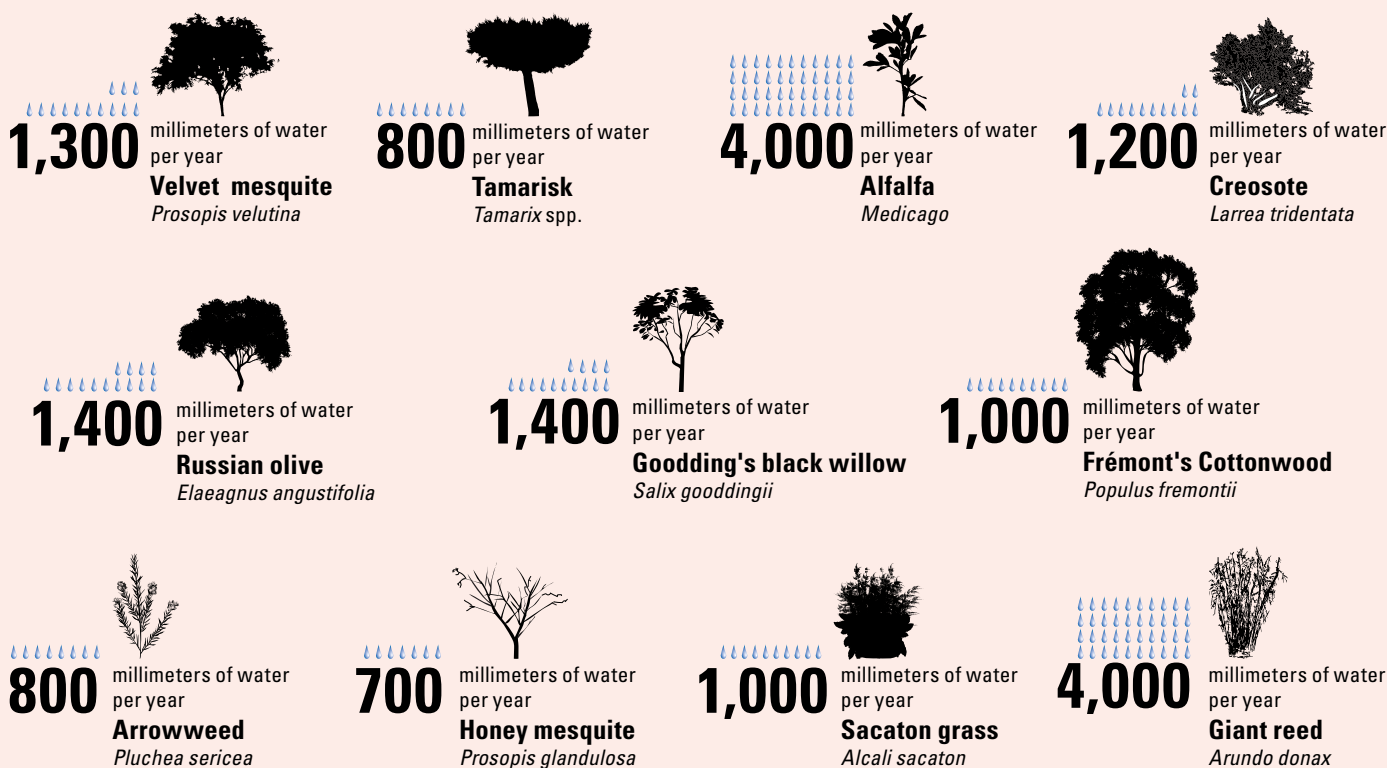 1,300 millimeters of water
per year
Velvet mesquite
Prosopis velutina
800 millimeters of water
per year
Tamarisk
Tamarix spp.
4,000 millimeters of water
per year
Alfalfa
Medicago
1,200 millimeters of water
per year
Creosote
Larrea tridentata
1,400 millimeters of water
per year
Russian olive
Elaeagnus angustifolia
1,400 millimeters of water
per year
Goodding's black willow
Salix gooddingii
1,000 millimeters of water
per year
Frémont's Cottonwood
Populus fremontii
800 millimeters of water
per year
Arrowweed
Pluchea sericea
700 millimeters of water
per year
Honey mesquite
Prosopis glandulosa
1,000 millimeters of water
per year
Sacaton grass
Alcali sacaton
4,000 millimeters of water
per year
Giant reed
Arundo donax